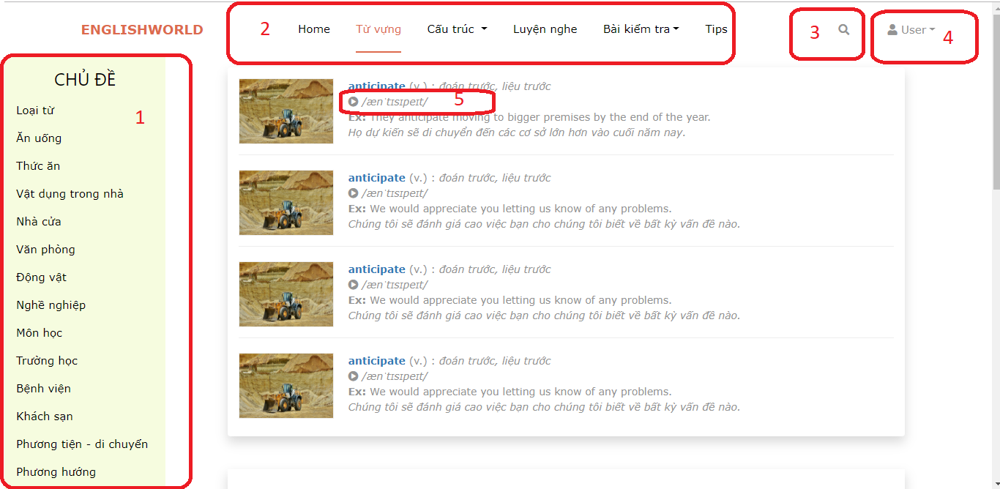 ENGLISHWORLD
2 Home Từ vựng Cấu trúc Luyện nghe Bài kiểm tra Tips
3
User 4
CHỦ ĐỀ
1
Loại từ
Ăn uống
Thức ăn
Vật dụng trong nhà
Nhà cửa
Văn phòng
Động vật
Nghề nghiệp
Môn học
Trường học
Bệnh viện
Khách sạn
Phương tiện - di chuyển
Phương hướng
anticipate (v.) : đoán trước, liệu trước
/ænˈtɪsɪpeɪt/ 5
Ex: They anticipate moving to bigger premises by the end of the year.
Họ dự kiến sẽ di chuyển đến các cơ sở lớn hơn vào cuối năm nay.
anticipate (v.) : đoán trước, liệu trước
/ænˈtɪsɪpeɪt/
Ex: We would appreciate you letting us know of any problems.
Chúng tôi sẽ đánh giá cao việc bạn cho chúng tôi biết về bất kỳ vấn đề nào.
anticipate (v.) : đoán trước, liệu trước
/ænˈtɪsɪpeɪt/
Ex: We would appreciate you letting us know of any problems.
Chúng tôi sẽ đánh giá cao việc bạn cho chúng tôi biết về bất kỳ vấn đề nào.
anticipate (v.) : đoán trước, liệu trước
/ænˈtɪsɪpeɪt/
Ex: We would appreciate you letting us know of any problems.
Chúng tôi sẽ đánh giá cao việc bạn cho chúng tôi biết về bất kỳ vấn đề nào.